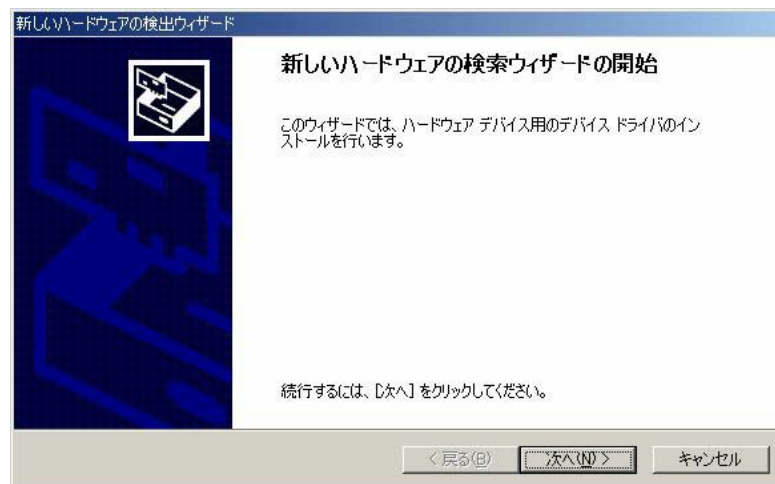 新しいハードウェアの検出ウィザード
新しいハードウェアの検索ウィザードの開始
このウィザードでは、ハードウェア デバイス用のデバイス ドライバのイン
ストールを行います。
続行するには、[次へ] をクリックしてください。
< 戻る(B)
次へ(N) >
キャンセル